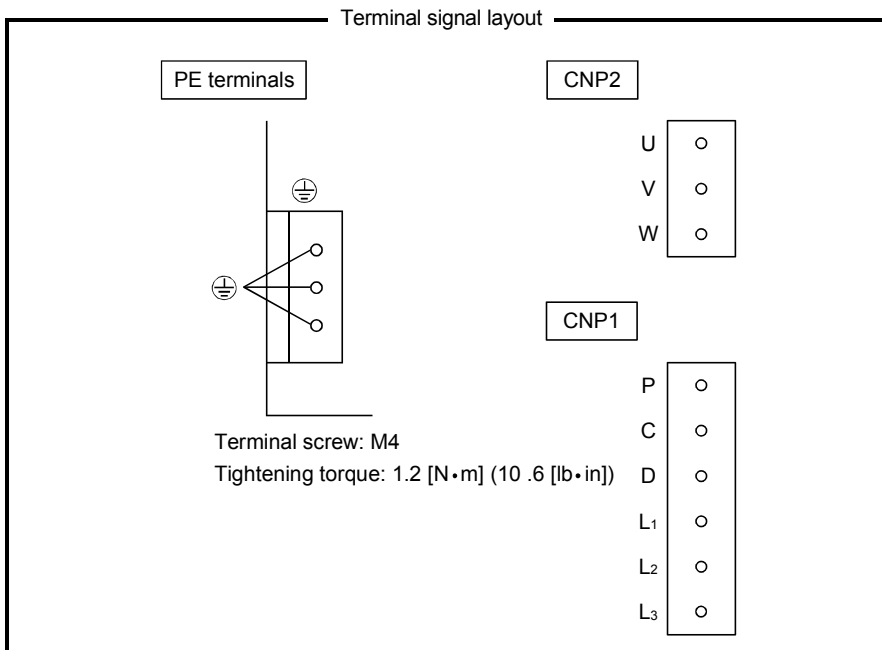 Terminal signal layout
PE terminals
Terminal screw: M4
Tightening torque: 1.2 [N•m] (10 .6 [lb•in])
CNP2
U
V
W
CNP1
P
C
D
L1
L2
L3